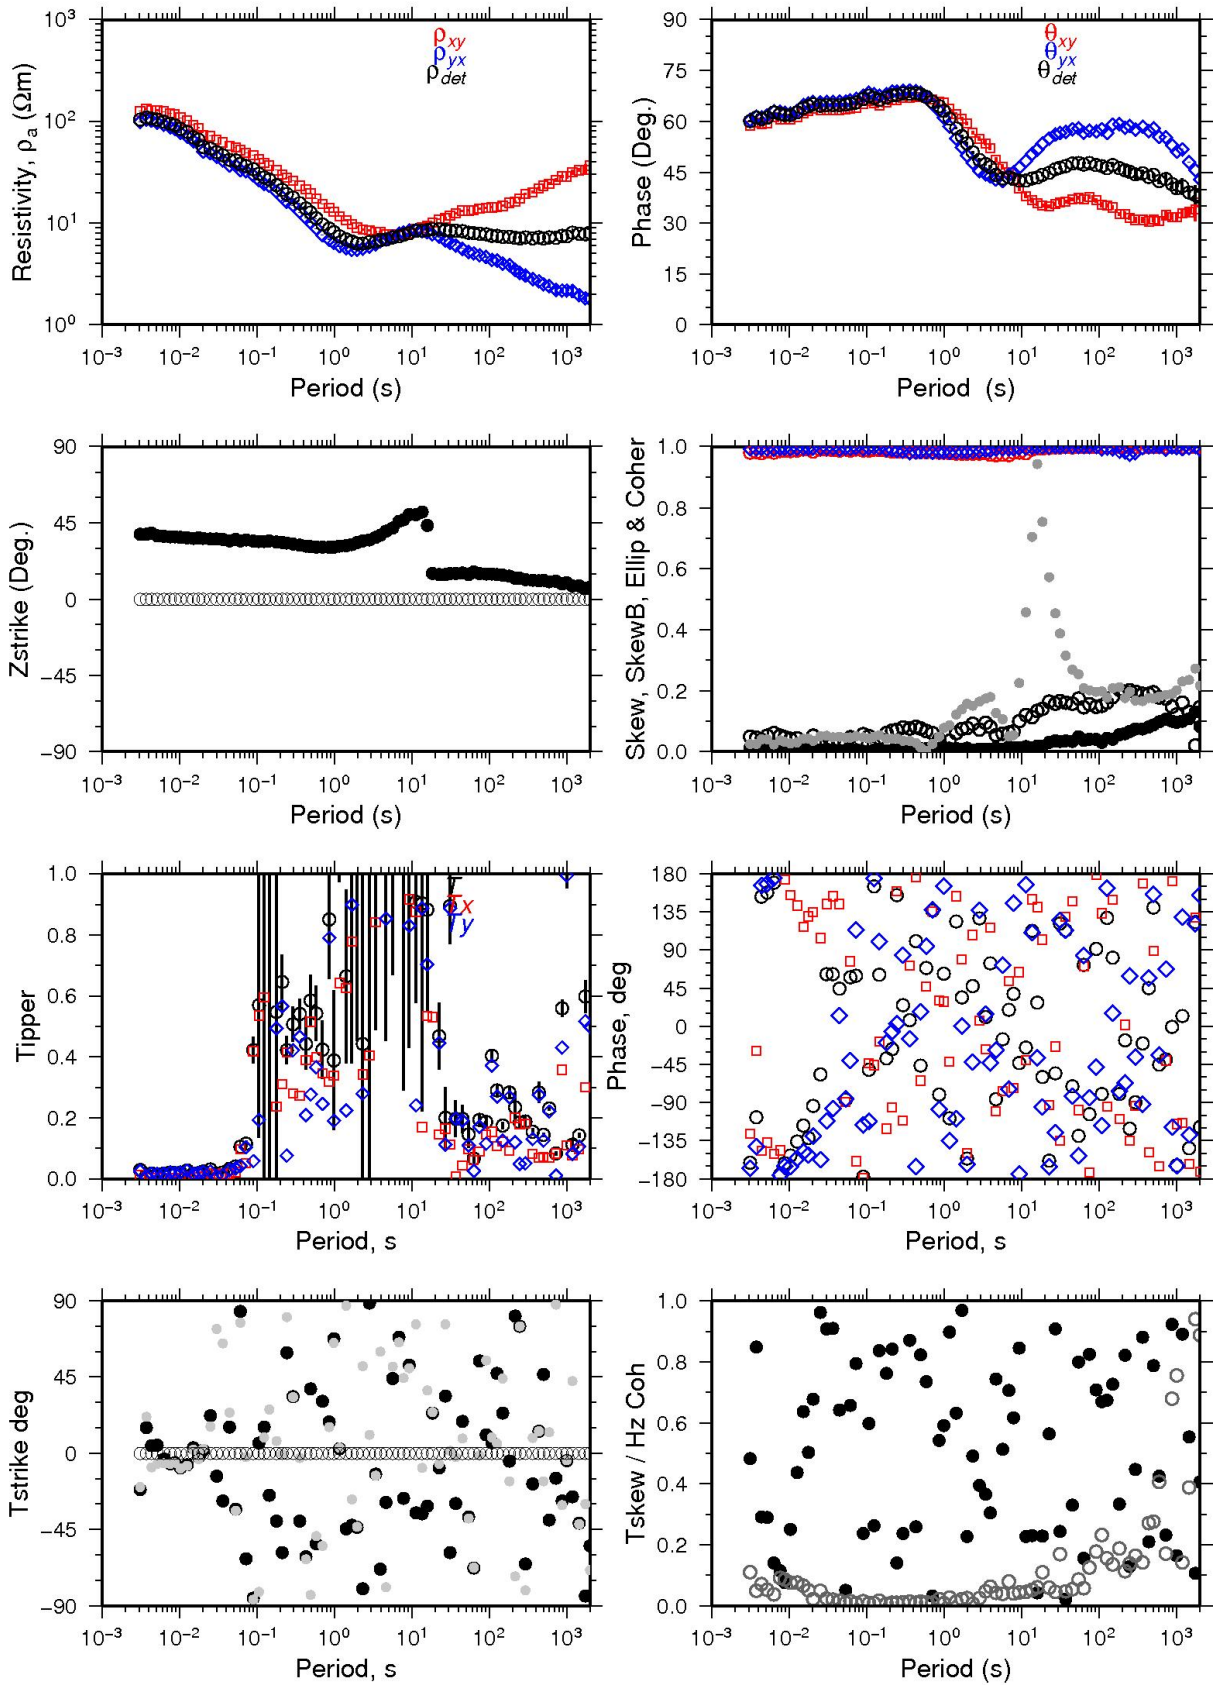 10³
10²
10¹
10⁰
Resistivity, ρₐ (Ωm)
ρxy
ρyx
ρdet
10⁻³ 10⁻² 10⁻¹ 10⁰ 10¹ 10² 10³
Period (s)
90
75
60
45
30
15
0
Phase (Deg.)
θxy
θyx
θdet
10⁻³ 10⁻² 10⁻¹ 10⁰ 10¹ 10² 10³
Period (s)
90
45
0
−45
−90
Zstrike (Deg.)
10⁻³ 10⁻² 10⁻¹ 10⁰ 10¹ 10² 10³
Period (s)
1.0
0.8
0.6
0.4
0.2
0.0
Skew, SkewB, Ellip & Coher
10⁻³ 10⁻² 10⁻¹ 10⁰ 10¹ 10² 10³
Period (s)
1.0
0.8
0.6
0.4
0.2
0.0
Tipper
T
Tx
Ty
10⁻³ 10⁻² 10⁻¹ 10⁰ 10¹ 10² 10³
Period, s
180
135
90
45
0
−45
−90
−135
−180
Phase, deg
10⁻³ 10⁻² 10⁻¹ 10⁰ 10¹ 10² 10³
Period, s
90
45
0
−45
−90
Tstrike deg
10⁻³ 10⁻² 10⁻¹ 10⁰ 10¹ 10² 10³
Period, s
1.0
0.8
0.6
0.4
0.2
0.0
Tskew / Hz Coh
10⁻³ 10⁻² 10⁻¹ 10⁰ 10¹ 10² 10³
Period (s)